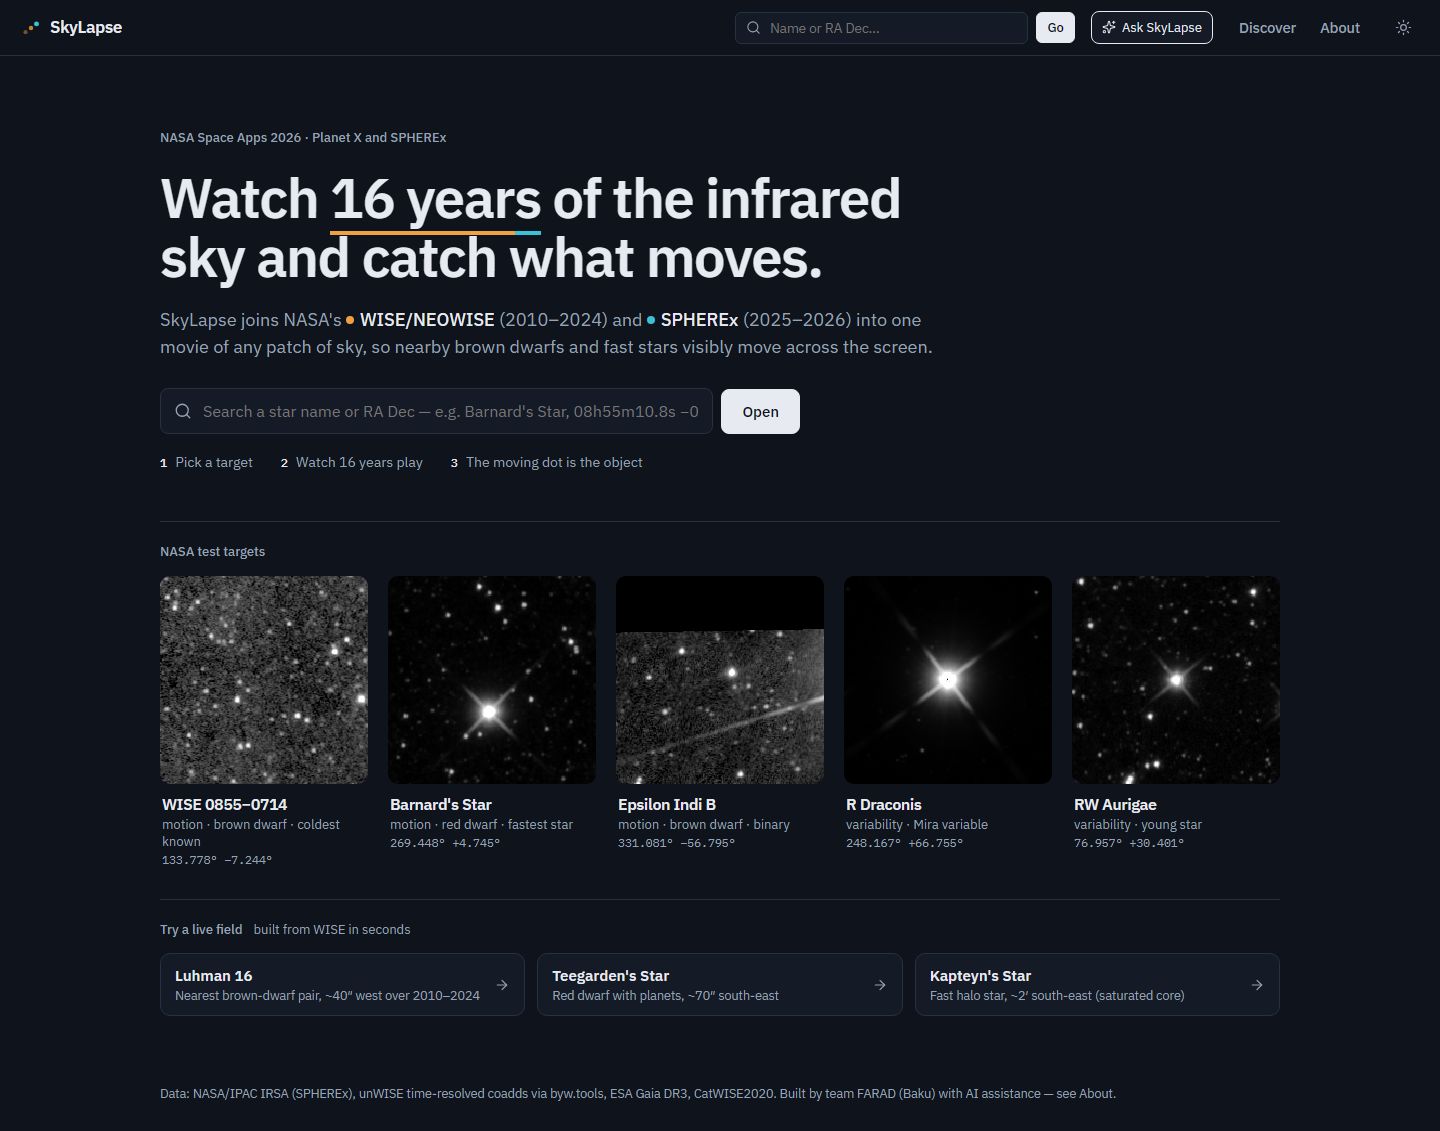 SkyLapse
Name or RA Dec...
Go
Ask SkyLapse
Discover
About
NASA Space Apps 2026 · Planet X and SPHEREx
Watch 16 years of the infrared
sky and catch what moves.
SkyLapse joins NASA's WISE/NEOWISE (2010–2024) and SPHEREx (2025–2026) into one
movie of any patch of sky, so nearby brown dwarfs and fast stars visibly move across the screen.
Search a star name or RA Dec — e.g. Barnard's Star, 08h55m10.8s −0
Open
1 Pick a target
2 Watch 16 years play
3 The moving dot is the object
NASA test targets
WISE 0855−0714
motion · brown dwarf · coldest
known
133.778° −7.244°
Barnard's Star
motion · red dwarf · fastest star
269.448° +4.745°
Epsilon Indi B
motion · brown dwarf · binary
331.081° −56.795°
R Draconis
variability · Mira variable
248.167° +66.755°
RW Aurigae
variability · young star
76.957° +30.401°
Try a live field built from WISE in seconds
Luhman 16
Nearest brown-dwarf pair, ~40″ west over 2010–2024
Teegarden's Star
Red dwarf with planets, ~70″ south-east
Kapteyn's Star
Fast halo star, ~2′ south-east (saturated core)
Data: NASA/IPAC IRSA (SPHEREx), unWISE time-resolved coadds via byw.tools, ESA Gaia DR3, CatWISE2020. Built by team FARAD (Baku) with AI assistance — see About.